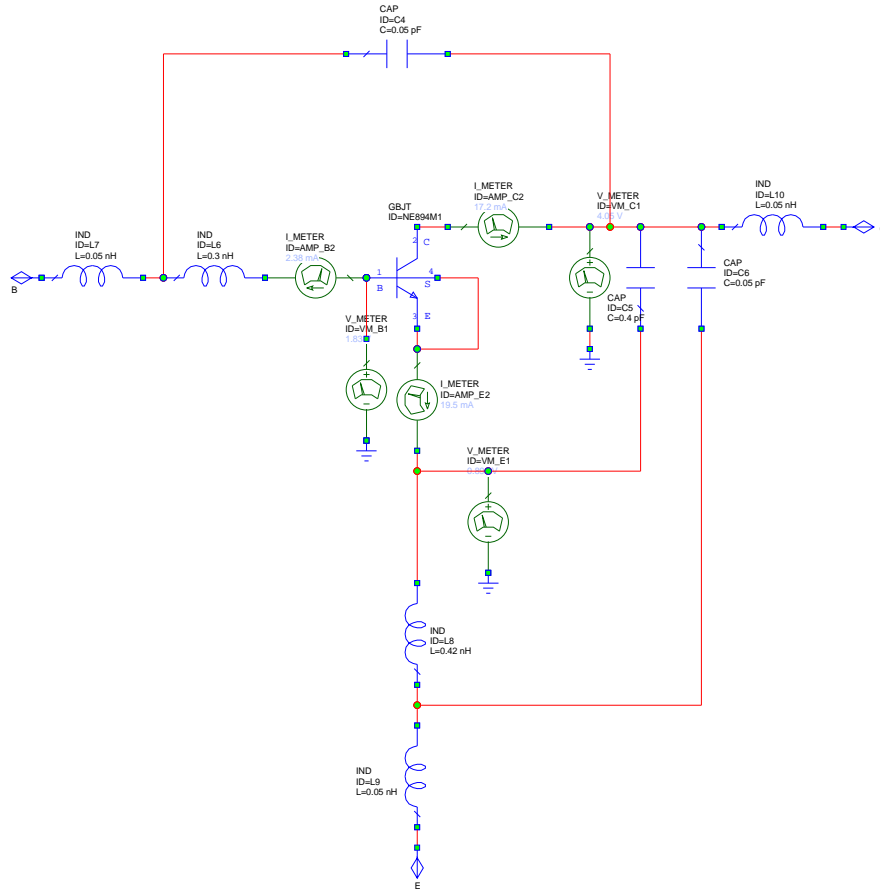 CAP
ID=C4
C=0.05 pF
I_METER
ID=AMP_C2
17.2 mA
IND
ID=L10
L=0.05 nH
V_METER
ID=VM_C1
4.05 V
GBJT
ID=NE894M1
2 C
IND
ID=L7
L=0.05 nH
IND
ID=L6
L=0.3 nH
I_METER
ID=AMP_B2
2.38 mA
1
B
4
S
3 E
B
CAP
ID=C6
C=0.05 pF
CAP
ID=C5
C=0.4 pF
V_METER
ID=VM_B1
I_METER
ID=AMP_E2
19.5 mA
V_METER
ID=VM_E1
IND
ID=L8
L=0.42 nH
IND
ID=L9
L=0.05 nH
E